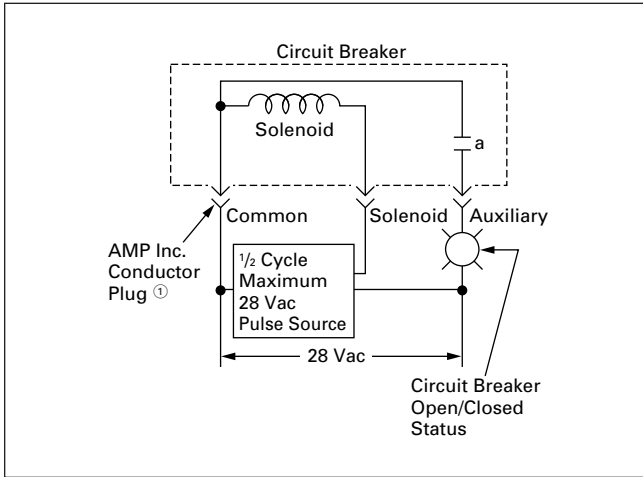 Circuit Breaker
Solenoid
a
Common
Solenoid
Auxiliary
AMP Inc.
Conductor
Plug ①
1/2 Cycle
Maximum
28 Vac
Pulse Source
28 Vac
Circuit Breaker
Open/Closed
Status